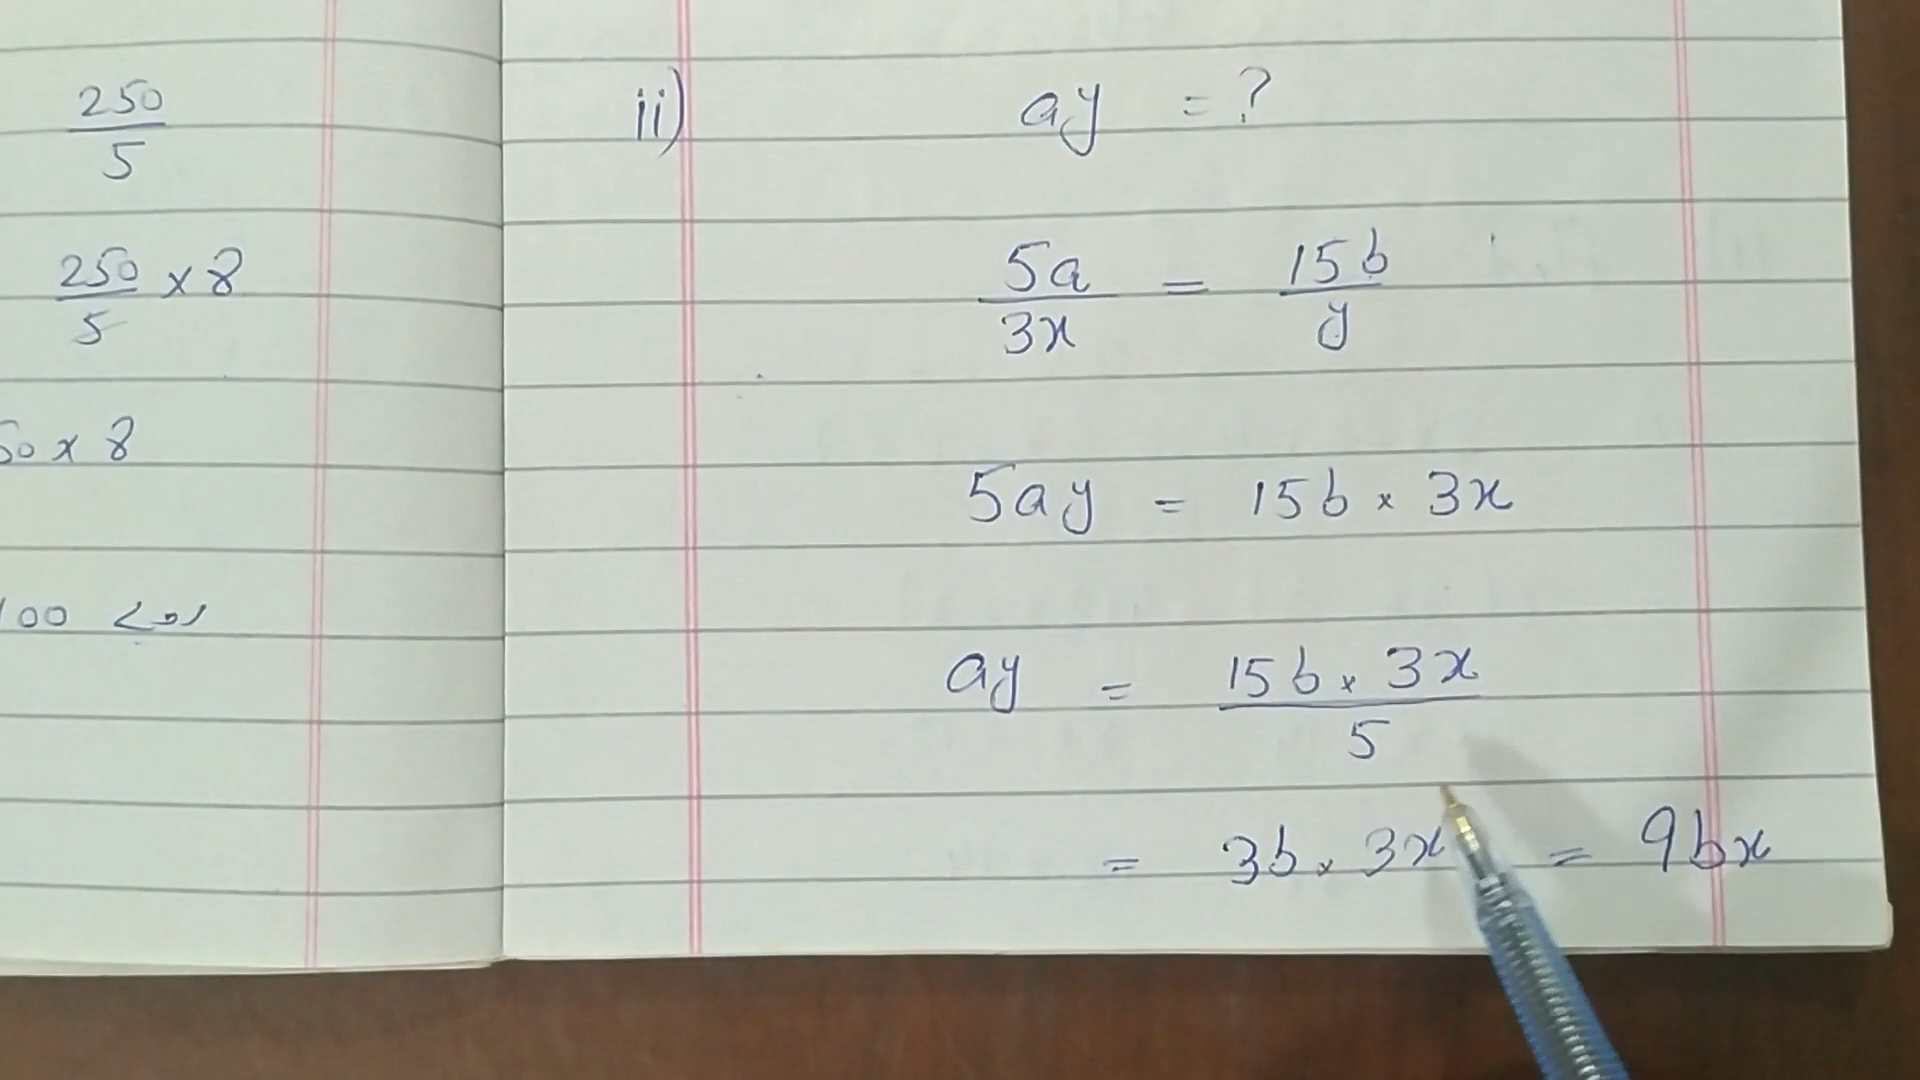 250
5
250 × 8
5
50 × 8
ii)
ay = ?
5a = 15b
3x y
5ay = 15b × 3x
ay = 15b × 3x
5
= 3b × 3x = 9bx